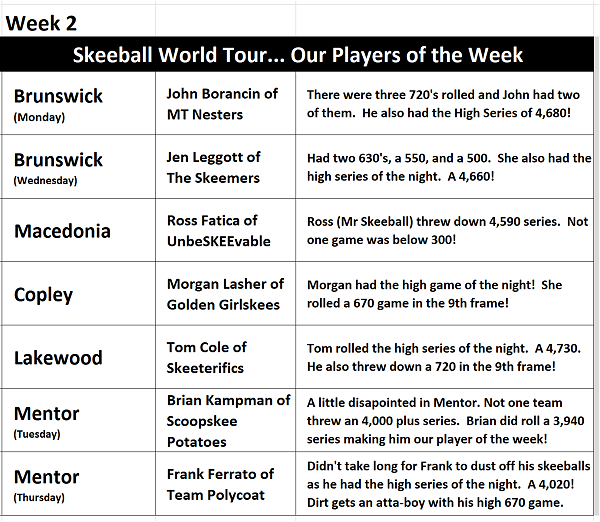 Week 2
Skeeball World Tour... Our Players of the Week
Brunswick
(Monday)
John Borancin of
MT Nesters
There were three 720's rolled and John had two
of them. He also had the High Series of 4,680!
Brunswick
(Wednesday)
Jen Leggott of
The Skeemers
Had two 630's, a 550, and a 500. She also had the
high series of the night. A 4,660!
Macedonia
Ross Fatica of
UnbeSKEEvable
Ross (Mr Skeeball) threw down 4,590 series. Not
one game was below 300!
Copley
Morgan Lasher of
Golden Girlskees
Morgan had the high game of the night! She
rolled a 670 game in the 9th frame!
Lakewood
Tom Cole of
Skeeterifics
Tom rolled the high series of the night. A 4,730.
He also threw down a 720 in the 9th frame!
Mentor
(Tuesday)
Brian Kampman of
Scoopskee
Potatoes
A little disapointed in Mentor. Not one team
threw an 4,000 plus series. Brian did roll a 3,940
series making him our player of the week!
Mentor
(Thursday)
Frank Ferrato of
Team Polycoat
Didn't take long for Frank to dust off his skeeballs
as he had the high series of the night. A 4,020!
Dirt gets an atta-boy with his high 670 game.